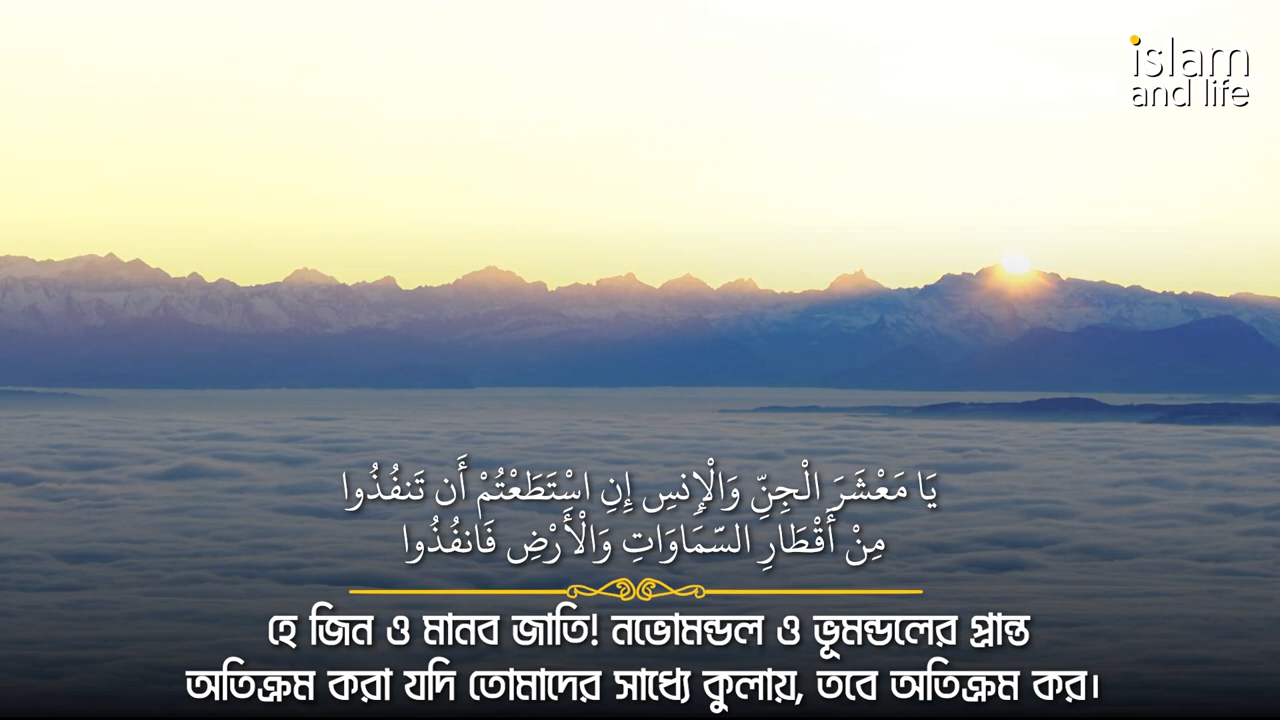 islam
and life
يَا مَعْشَرَ الْجِنِّ وَالْإِنسِ إِنِ اسْتَطَعْتُمْ أَن تَنفُذُوا
مِنْ أَقْطَارِ السَّمَاوَاتِ وَالْأَرْضِ فَانفُذُوا
হে জিন ও মানব জাতি! নভোমন্ডল ও ভূমন্ডলের প্রান্ত
অতিক্রম করা যদি তোমাদের সাধ্যে কুলায়, তবে অতিক্রম কর।